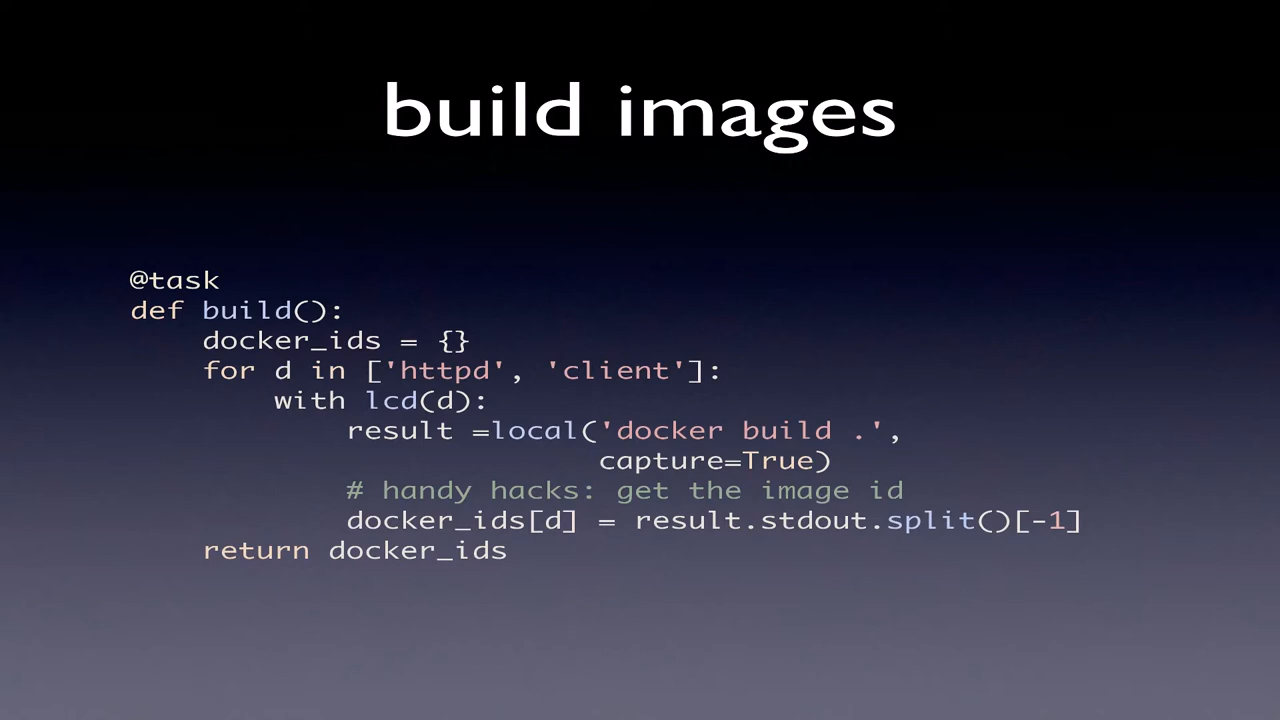 build images
@task
def build():
    docker_ids = {}
    for d in ['httpd', 'client']:
        with lcd(d):
            result =local('docker build .',
                          capture=True)
            # handy hacks: get the image id
            docker_ids[d] = result.stdout.split()[-1]
    return docker_ids